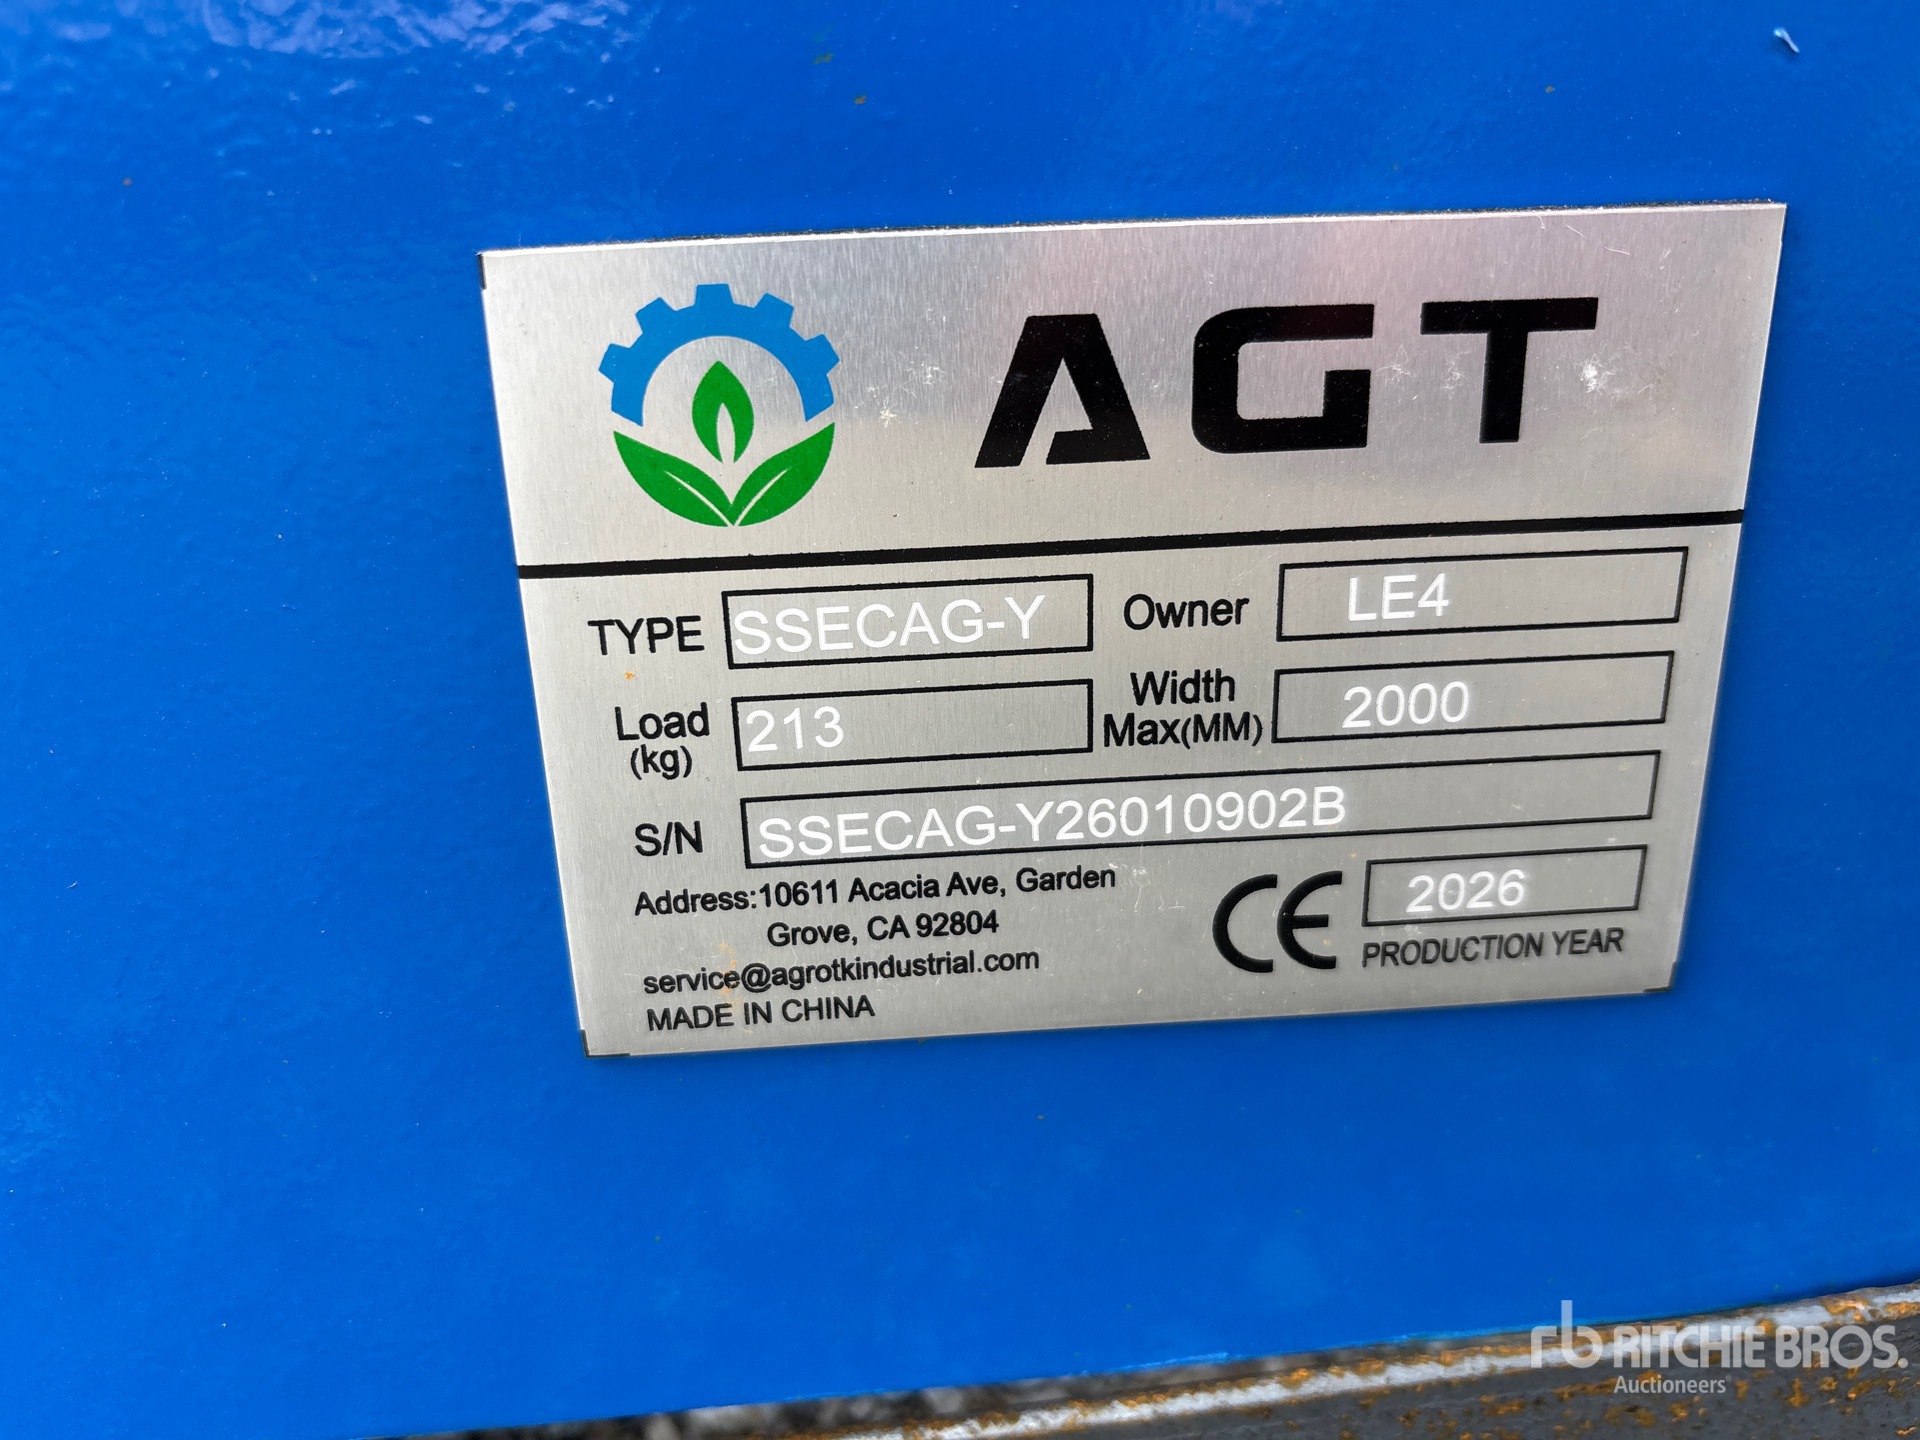 AGT
TYPE SSECAG-Y Owner LE4
Load (kg) 213 Width Max(MM) 2000
S/N SSECAG-Y26010902B
Address:10611 Acacia Ave, Garden
Grove, CA 92804
service@agrotkindustrial.com
MADE IN CHINA
CE 2026
PRODUCTION YEAR
rb RITCHIE BROS.
Auctioneers